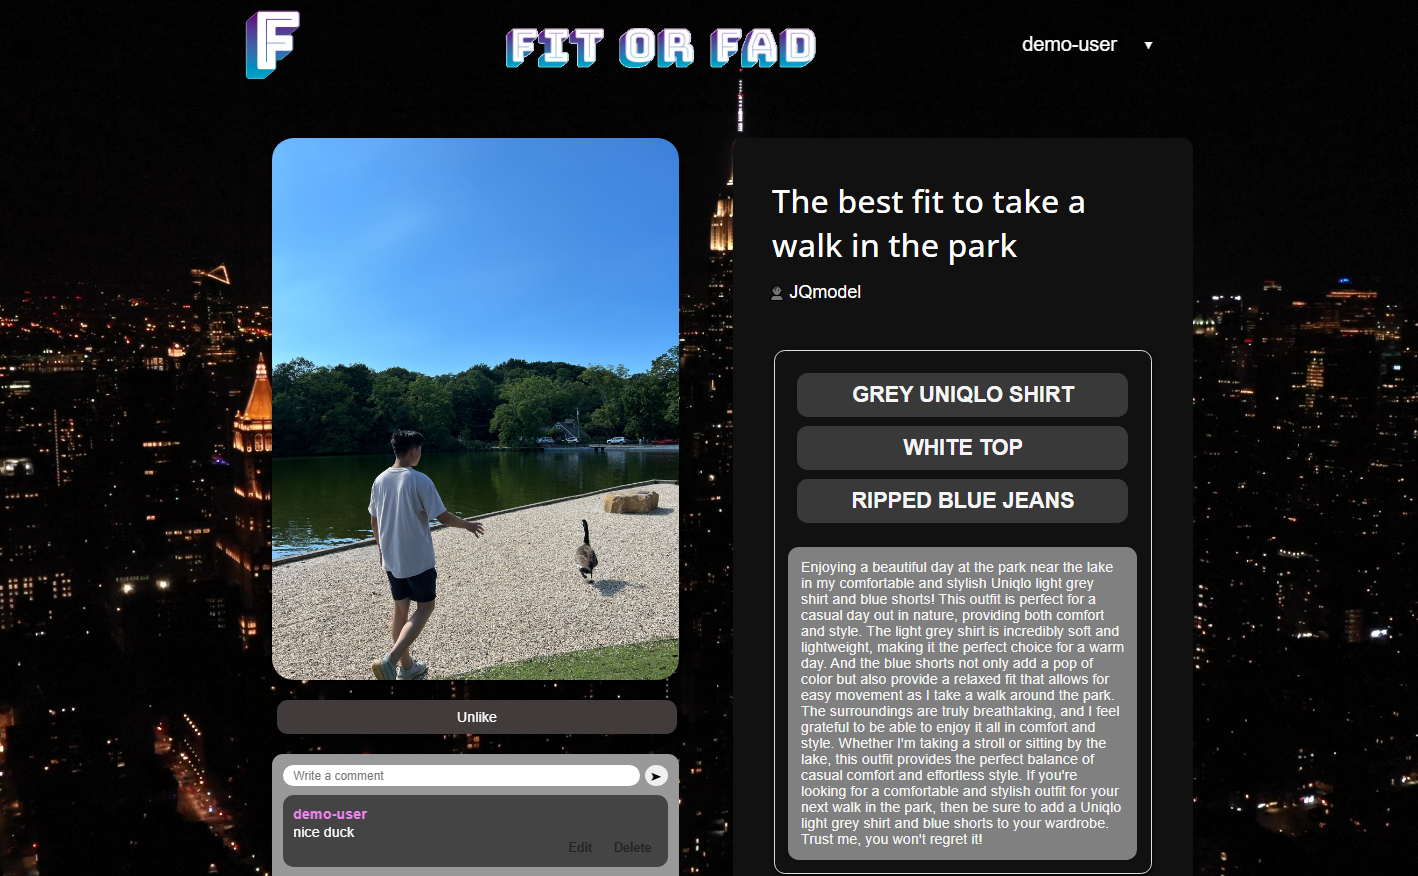 F
FIT OR FAD
demo-user ▼
The best fit to take a
walk in the park
JQmodel
GREY UNIQLO SHIRT
WHITE TOP
RIPPED BLUE JEANS
Enjoying a beautiful day at the park near the lake
in my comfortable and stylish Uniqlo light grey
shirt and blue shorts! This outfit is perfect for a
casual day out in nature, providing both comfort
and style. The light grey shirt is incredibly soft and
lightweight, making it the perfect choice for a warm
day. And the blue shorts not only add a pop of
color but also provide a relaxed fit that allows for
easy movement as I take a walk around the park.
The surroundings are truly breathtaking, and I feel
grateful to be able to enjoy it all in comfort and
style. Whether I'm taking a stroll or sitting by the
lake, this outfit provides the perfect balance of
casual comfort and effortless style. If you're
looking for a comfortable and stylish outfit for your
next walk in the park, then be sure to add a Uniqlo
light grey shirt and blue shorts to your wardrobe.
Trust me, you won't regret it!
Unlike
Write a comment
demo-user
nice duck
Edit Delete